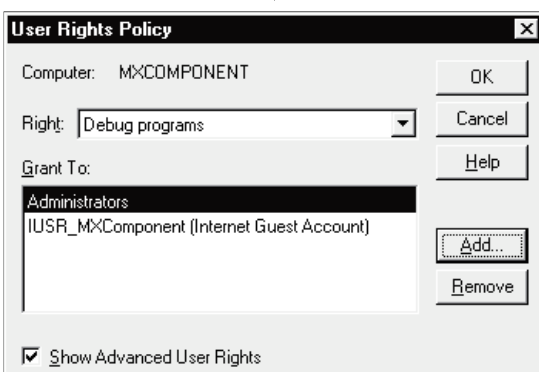 User Rights Policy
Computer: MXCOMPONENT
OK
Right: Debug programs
Cancel
Grant To:
Help
Administrators
IUSR_MXComponent (Internet Guest Account)
Add...
Remove
Show Advanced User Rights